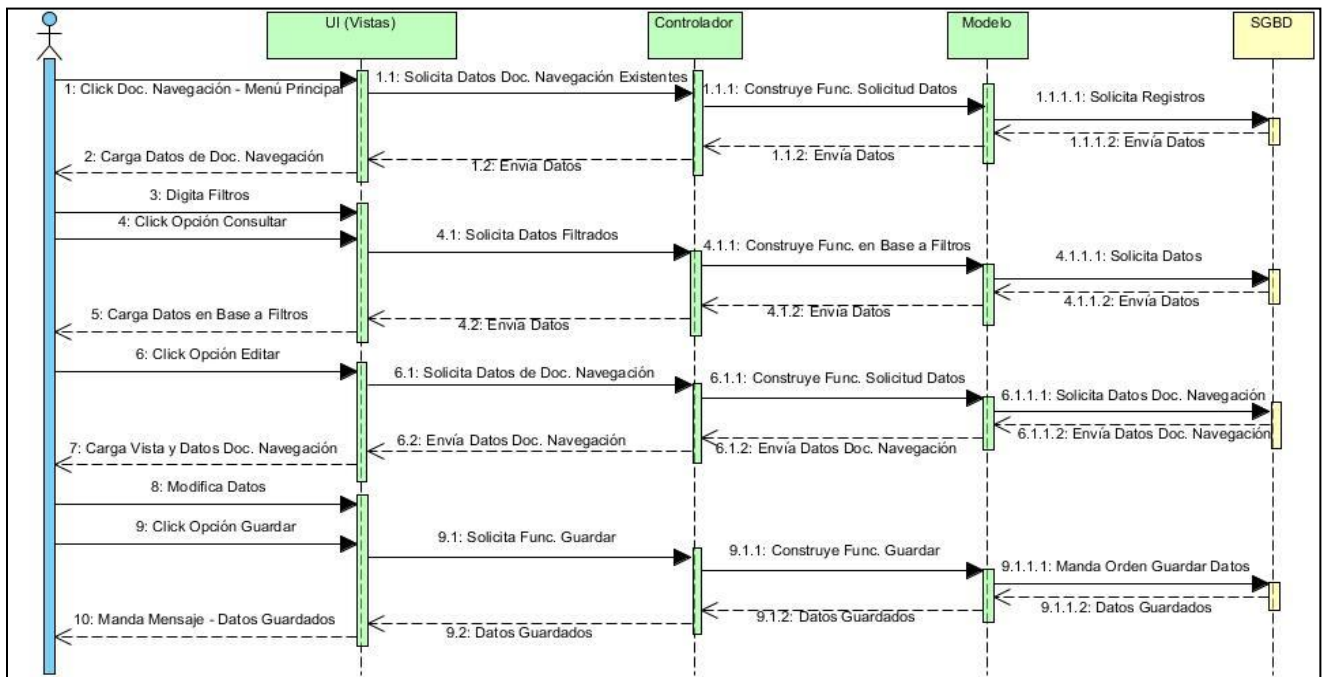 UI (Vistas)
Controlador
Modelo
SGBD
1: Click Doc. Navegación - Menú Principal
1.1: Solicita Datos Doc. Navegación Existentes
1.1.1: Construye Func. Solicitud Datos
1.1.1.1: Solicita Registros
1.1.1.2: Envía Datos
1.1.2: Envía Datos
1.2: Envía Datos
2: Carga Datos de Doc. Navegación
3: Digita Filtros
4: Click Opción Consultar
4.1: Solicita Datos Filtrados
4.1.1: Construye Func. en Base a Filtros
4.1.1.1: Solicita Datos
4.1.1.2: Envía Datos
4.1.2: Envía Datos
4.2: Envía Datos
5: Carga Datos en Base a Filtros
6: Click Opción Editar
6.1: Solicita Datos de Doc. Navegación
6.1.1: Construye Func. Solicitud Datos
6.1.1.1: Solicita Datos Doc. Navegación
6.1.1.2: Envía Datos Doc. Navegación
6.1.2: Envía Datos Doc. Navegación
6.2: Envía Datos Doc. Navegación
7: Carga Vista y Datos Doc. Navegación
8: Modifica Datos
9: Click Opción Guardar
9.1: Solicita Func. Guardar
9.1.1: Construye Func. Guardar
9.1.1.1: Manda Orden Guardar Datos
9.1.1.2: Datos Guardados
9.1.2: Datos Guardados
9.2: Datos Guardados
10: Manda Mensaje - Datos Guardados